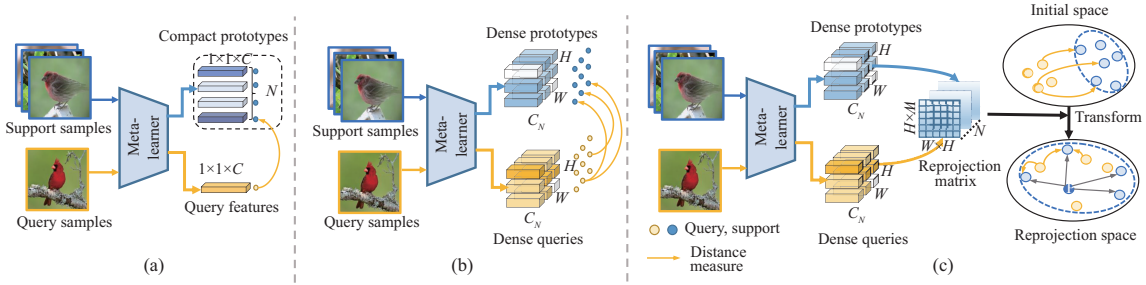 Compact prototypes
1×1×C
N
Support samples
Meta-
learner
1×1×C
Query samples
Query features
(a)
Dense prototypes
H
W
C_N
Support samples
Meta-
learner
H
W
C_N
Query samples
Dense queries
(b)
Dense prototypes
H
W
C_N
Meta-
learner
H×W
W×H
N
Reprojection
matrix
H
W
C_N
Dense queries
Query, support
Distance
measure
(c)
Initial space
Transform
Reprojection space